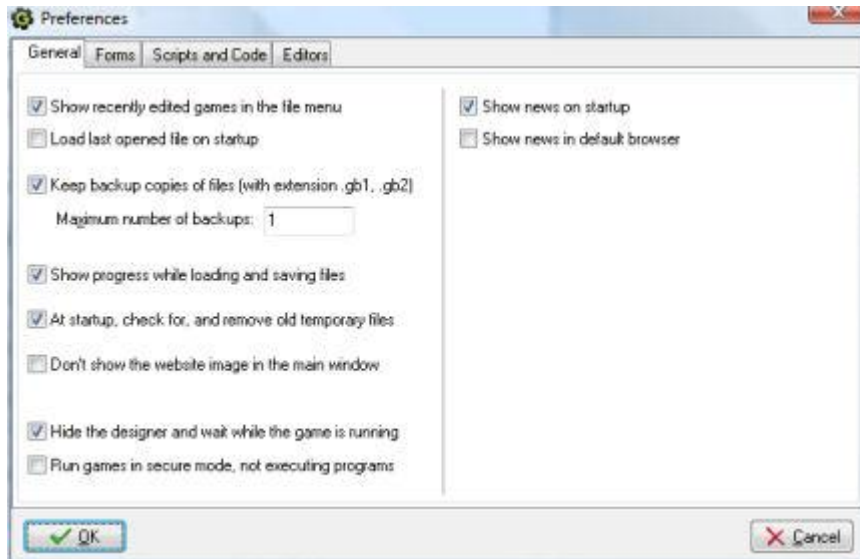 Preferences
General Forms Scripts and Code Editors
Show recently edited games in the file menu
Load last opened file on startup
Keep backup copies of files (with extension .gb1, .gb2)
Maximum number of backups: 1
Show progress while loading and saving files
At startup, check for, and remove old temporary files
Don't show the website image in the main window
Hide the designer and wait while the game is running
Run games in secure mode, not executing programs
Show news on startup
Show news in default browser
OK
Cancel